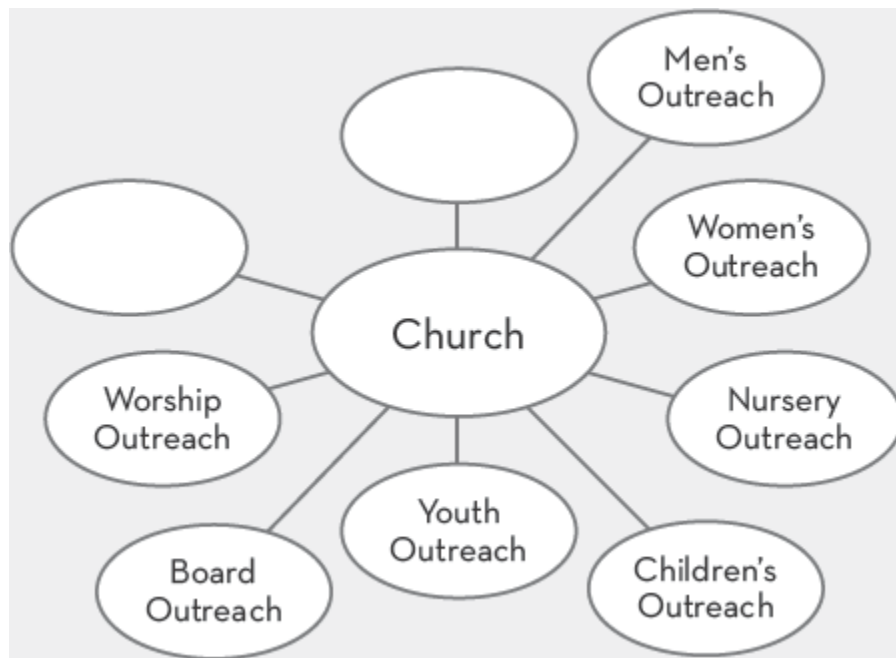 Men's
Outreach
Women's
Outreach
Church
Worship
Outreach
Nursery
Outreach
Youth
Outreach
Board
Outreach
Children's
Outreach